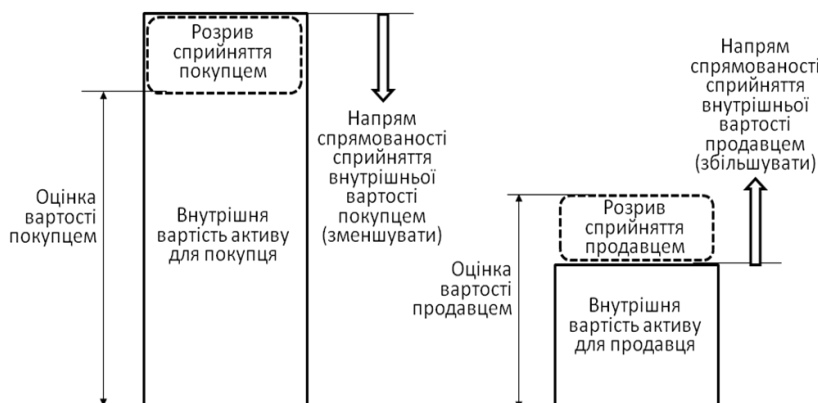 Розрив
сприйняття
покупцем
Напрям
спрямованості
сприйняття
внутрішньої
вартості
покупцем
(зменшувати)
Оцінка
вартості
покупцем
Внутрішня
вартість активу
для покупця
Напрям
спрямованості
сприйняття
внутрішньої
вартості
продавцем
(збільшувати)
Розрив
сприйняття
продавцем
Оцінка
вартості
продавцем
Внутрішня
вартість активу
для продавця